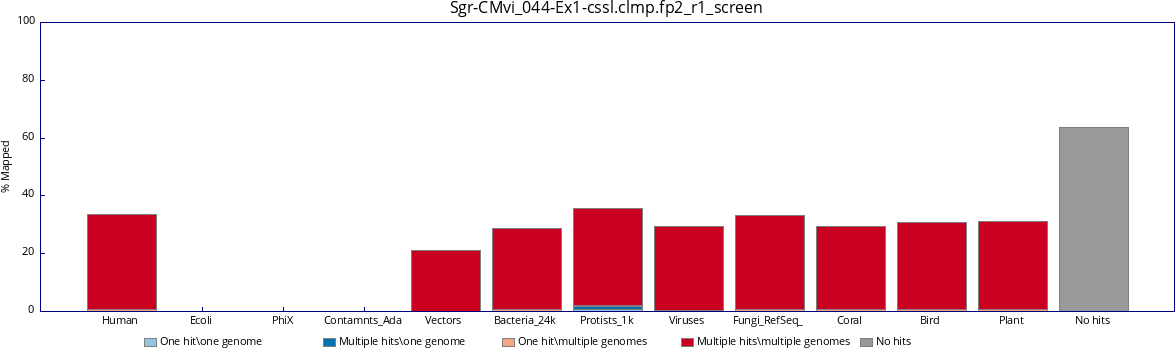 Sgr-CMvi_044-Ex1-cssl.clmp.fp2_r1_screen
100
80
60
40
20
0
% Mapped
Human Ecoli PhiX Contamnts_Ada Vectors Bacteria_24k Protists_1k Viruses Fungi_RefSeq_ Coral Bird Plant No hits
One hit\one genome Multiple hits\one genome One hit\multiple genomes Multiple hits\multiple genomes No hits